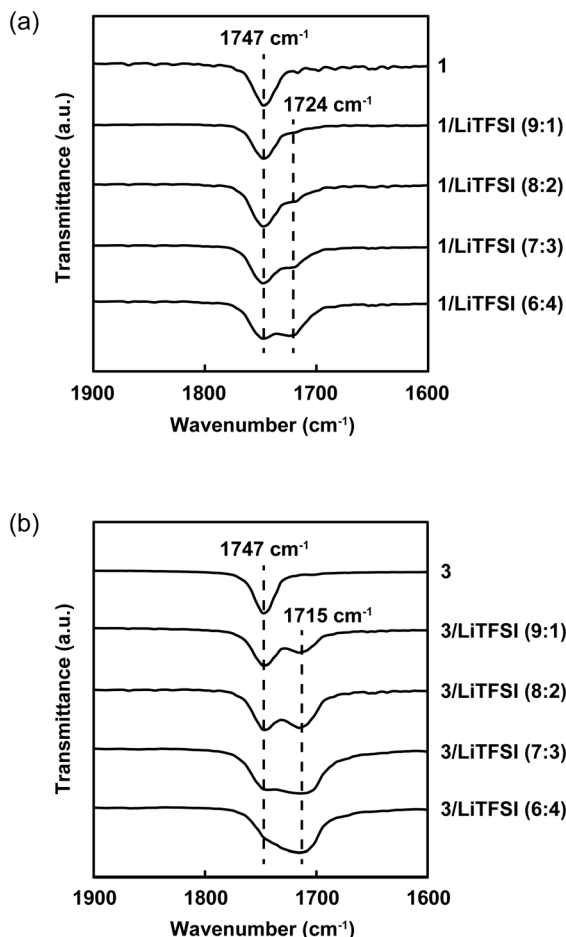 (a)
1747 cm⁻¹
1
1724 cm⁻¹
1/LiTFSI (9:1)
1/LiTFSI (8:2)
1/LiTFSI (7:3)
1/LiTFSI (6:4)
Transmittance (a.u.)
1900 1800 1700 1600
Wavenumber (cm⁻¹)
(b)
1747 cm⁻¹
3
1715 cm⁻¹
3/LiTFSI (9:1)
3/LiTFSI (8:2)
3/LiTFSI (7:3)
3/LiTFSI (6:4)
Transmittance (a.u.)
1900 1800 1700 1600
Wavenumber (cm⁻¹)